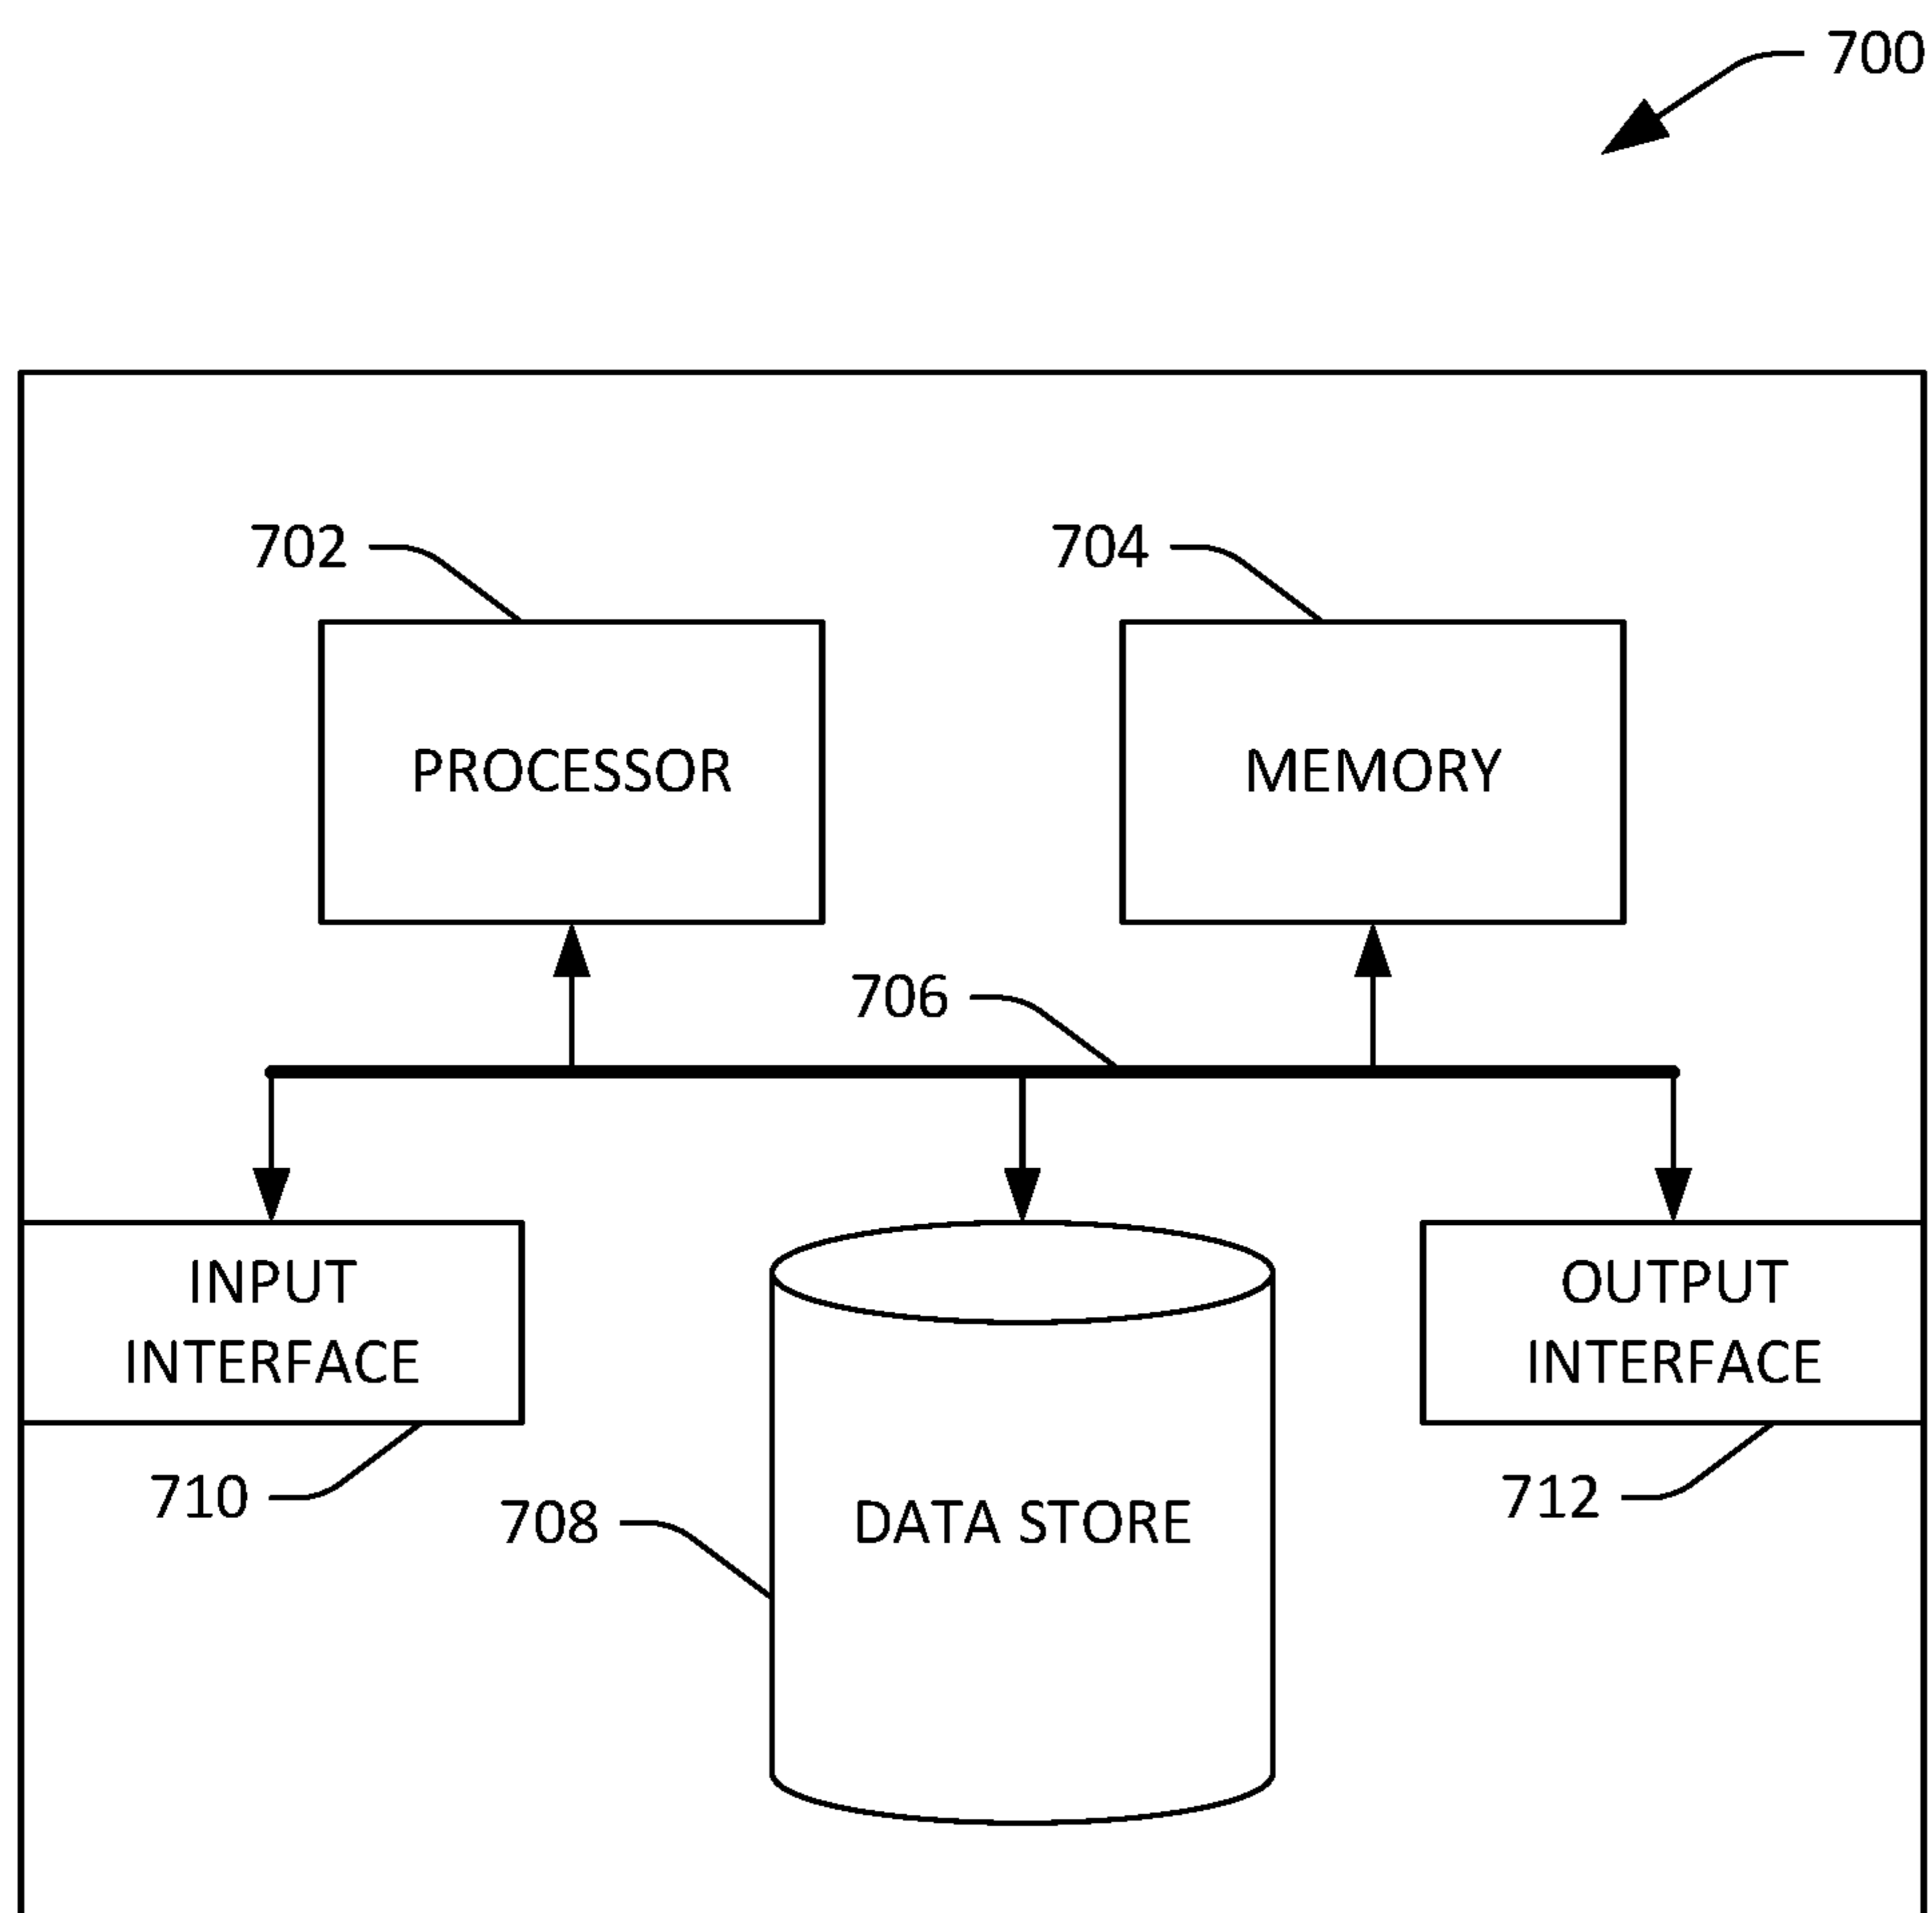 700
702
704
PROCESSOR
MEMORY
706
INPUT
INTERFACE
OUTPUT
INTERFACE
710
708
DATA STORE
712